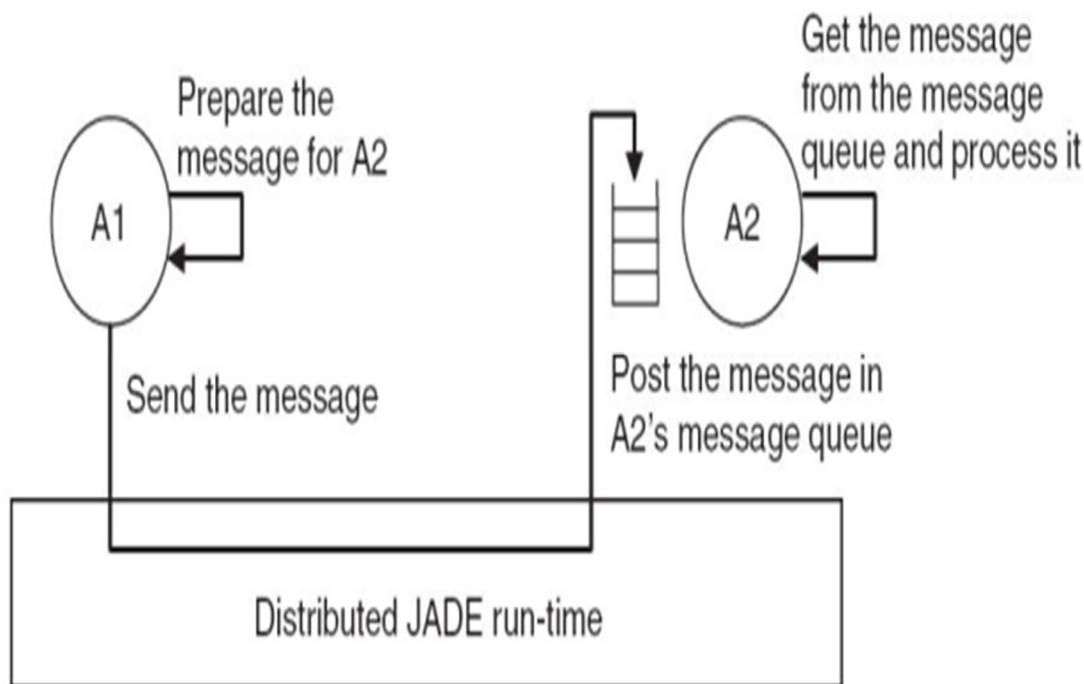 Prepare the
message for A2
A1
Send the message
Get the message
from the message
queue and process it
A2
Post the message in
A2's message queue
Distributed JADE run-time